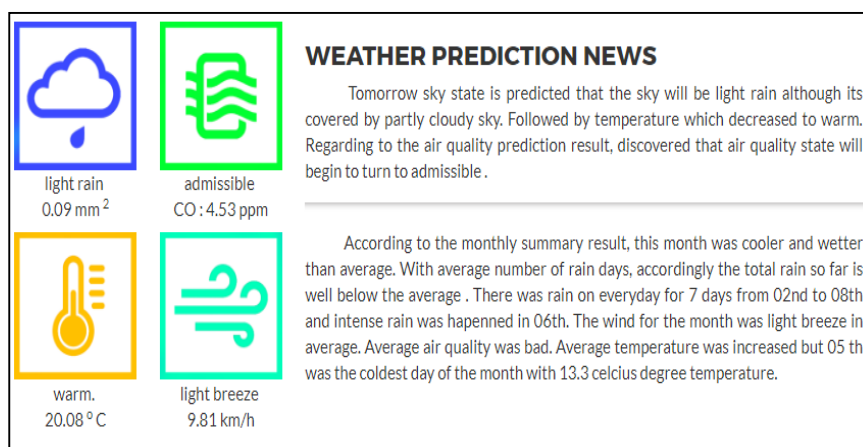 light rain
0.09 mm 2
admissible
CO : 4.53 ppm
warm.
20.08 o C
light breeze
9.81 km/h
WEATHER PREDICTION NEWS
Tomorrow sky state is predicted that the sky will be light rain although its
covered by partly cloudy sky. Followed by temperature which decreased to warm.
Regarding to the air quality prediction result, discovered that air quality state will
begin to turn to admissible .
According to the monthly summary result, this month was cooler and wetter
than average. With average number of rain days, accordingly the total rain so far is
well below the average . There was rain on everyday for 7 days from 02nd to 08th
and intense rain was hapenned in 06th. The wind for the month was light breeze in
average. Average air quality was bad. Average temperature was increased but 05 th
was the coldest day of the month with 13.3 celcius degree temperature.